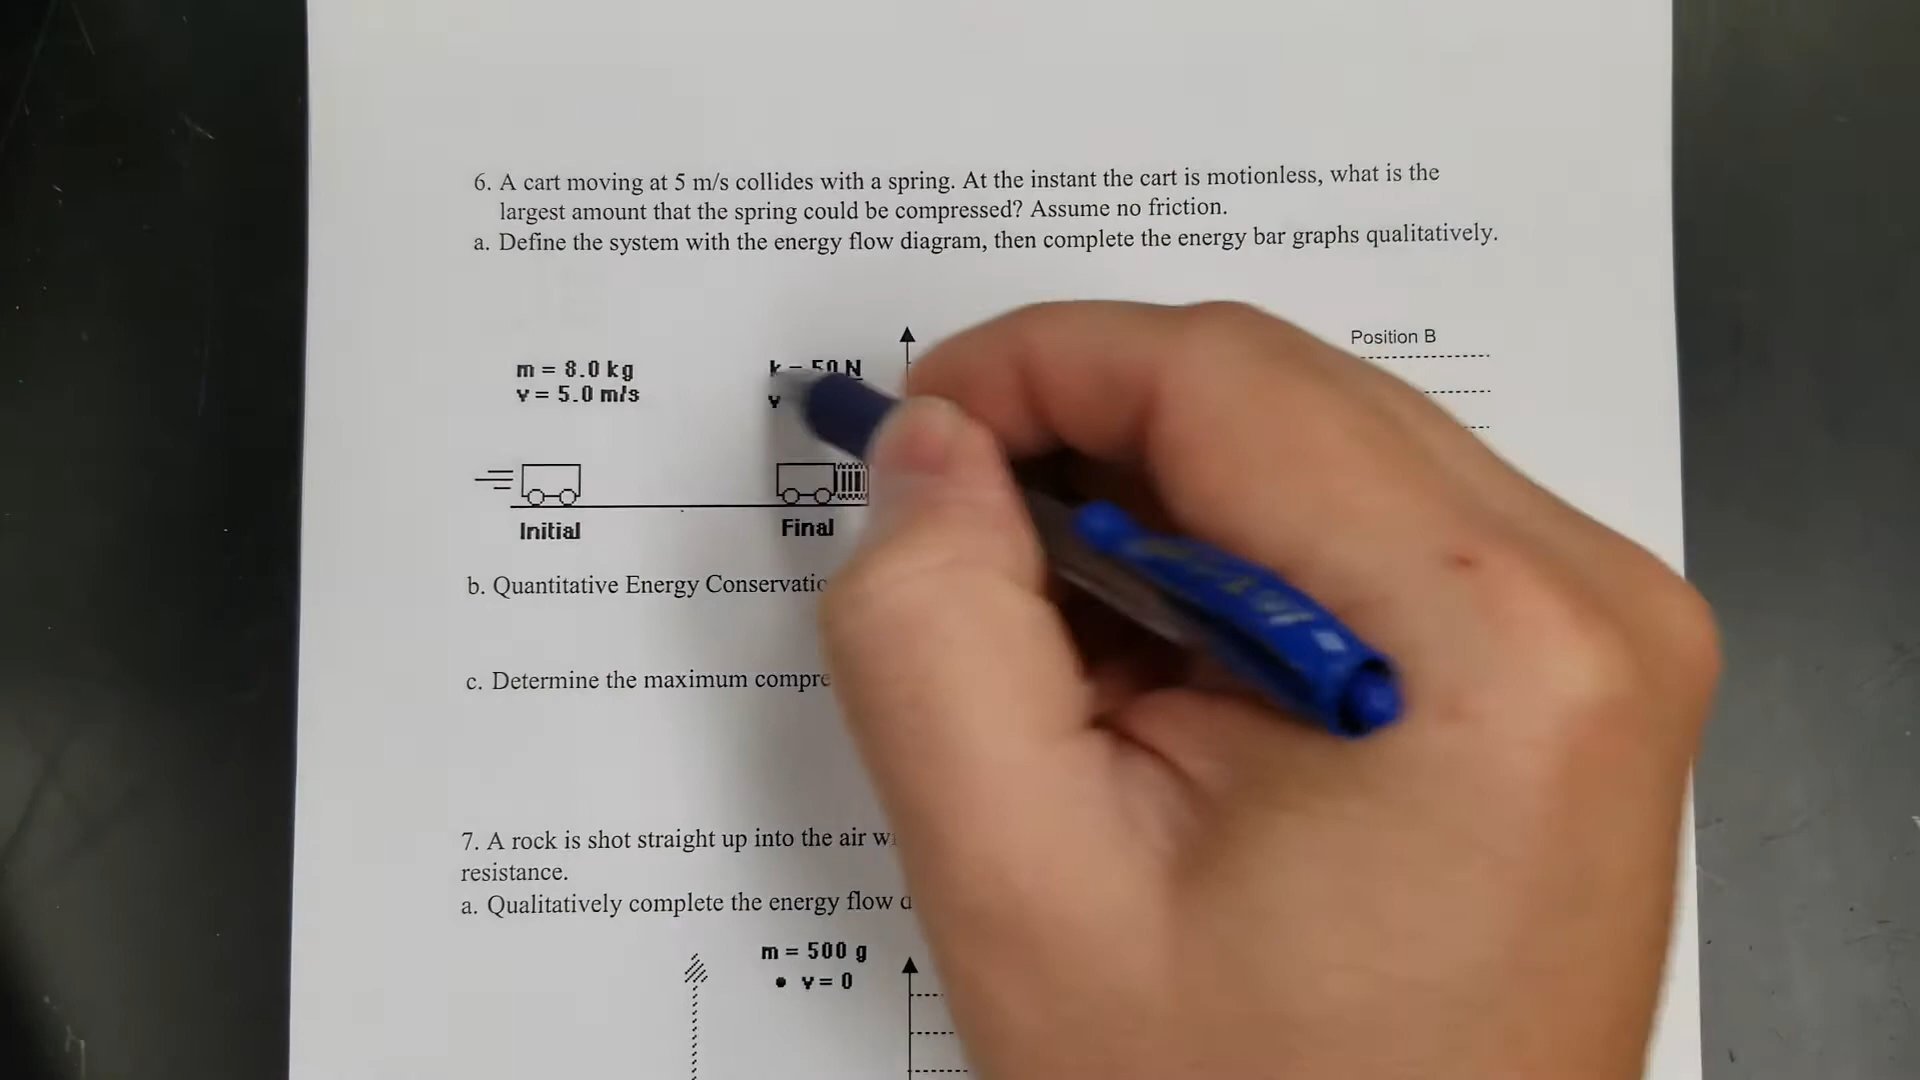 6. A cart moving at 5 m/s collides with a spring. At the instant the cart is motionless, what is the
largest amount that the spring could be compressed? Assume no friction.
a. Define the system with the energy flow diagram, then complete the energy bar graphs qualitatively.
Position B
m = 8.0 kg
v = 5.0 m/s
k = 50 N
v
Initial
Final
b. Quantitative Energy
c. Determine the maximum
7. A rock is shot straight up into the air
resistance.
a. Qualitatively complete the energy flow
m = 500 g
v = 0